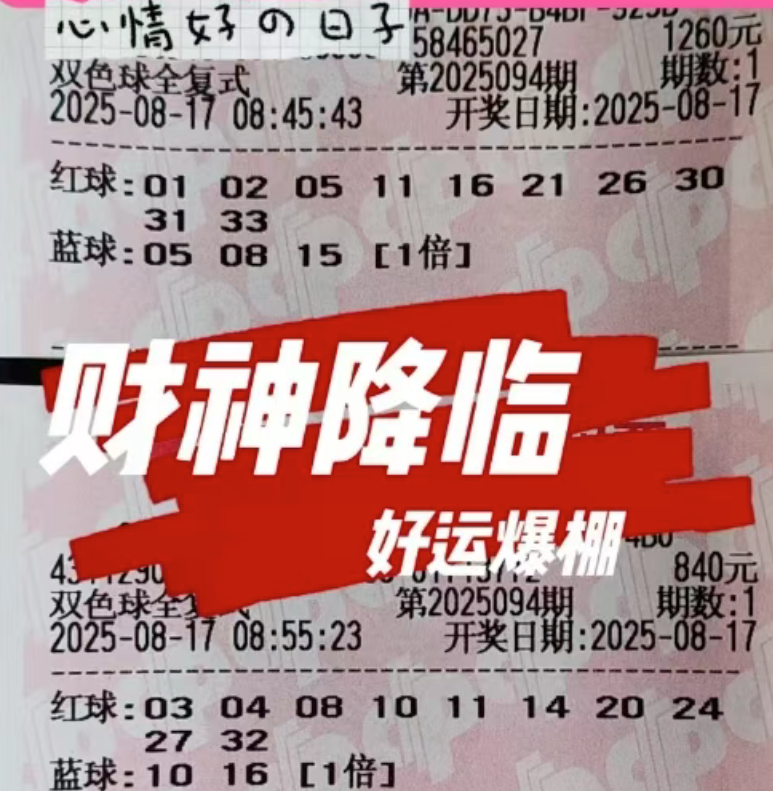 心情好の日子
58465027 1260元
双色球全复式 第2025094期 期数:1
2025-08-17 08:45:43 开奖日期:2025-08-17
红球:01 02 05 11 16 21 26 30
31 33
蓝球:05 08 15 [1倍]
财神降临
好运爆棚
840元
双色球全复式 第2025094期 期数:1
2025-08-17 08:55:23 开奖日期:2025-08-17
红球:03 04 08 10 11 14 20 24
27 32
蓝球:10 16 [1倍]